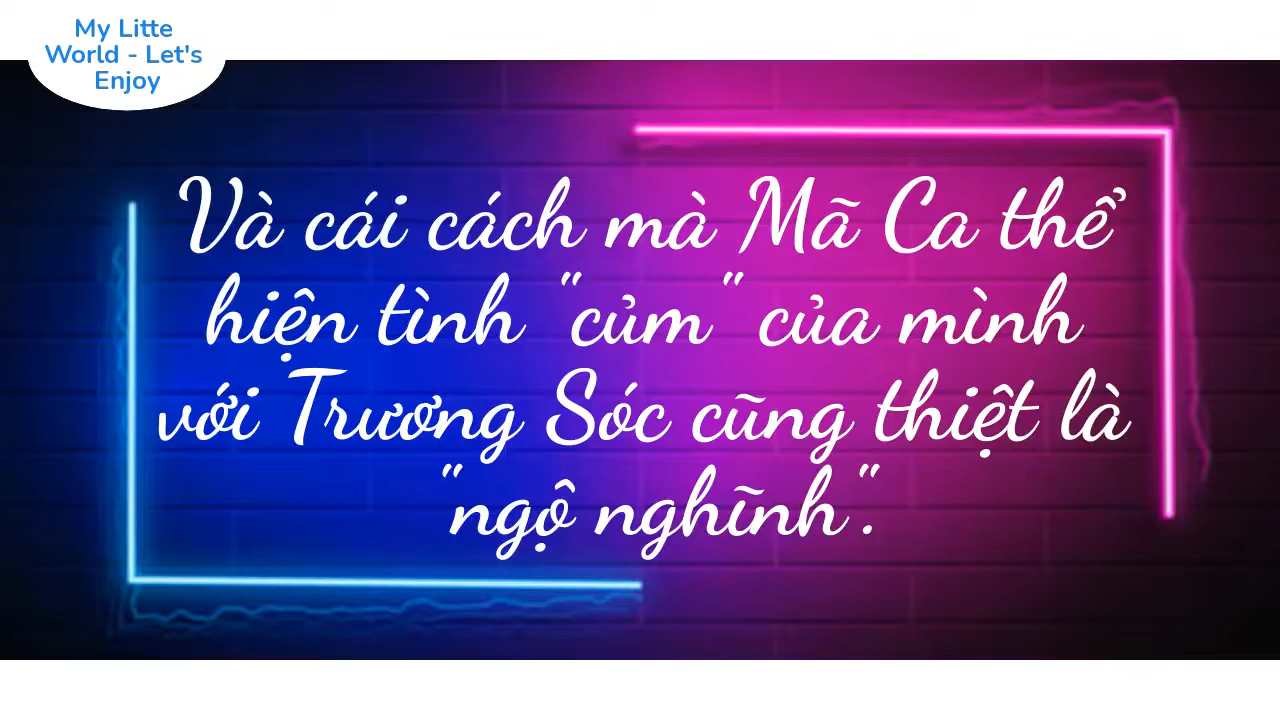 My Litte
World - Let's
Enjoy
Và cái cách mà Mã Ca thể
hiện tình "củm" của mình
với Trương Sóc cũng thiệt là
"ngộ nghĩnh".